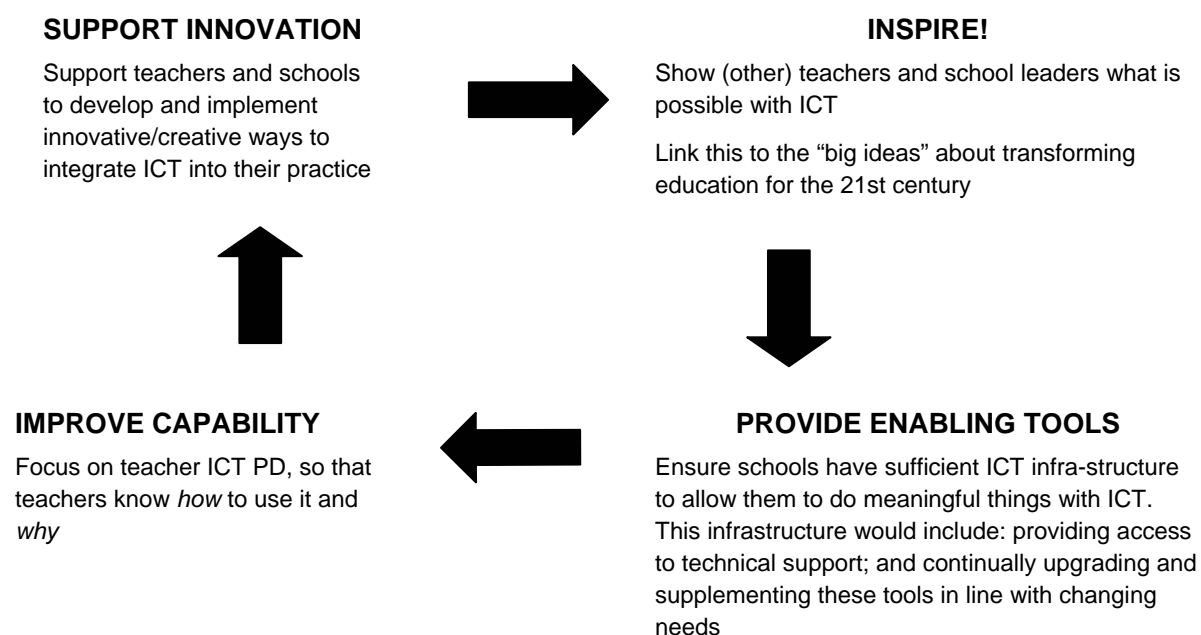 SUPPORT INNOVATION
Support teachers and schools
to develop and implement
innovative/creative ways to
integrate ICT into their practice
INSPIRE!
Show (other) teachers and school leaders what is
possible with ICT
Link this to the “big ideas” about transforming
education for the 21st century
IMPROVE CAPABILITY
Focus on teacher ICT PD, so that
teachers know how to use it and
why
PROVIDE ENABLING TOOLS
Ensure schools have sufficient ICT infra-structure
to allow them to do meaningful things with ICT.
This infrastructure would include: providing access
to technical support; and continually upgrading and
supplementing these tools in line with changing
needs